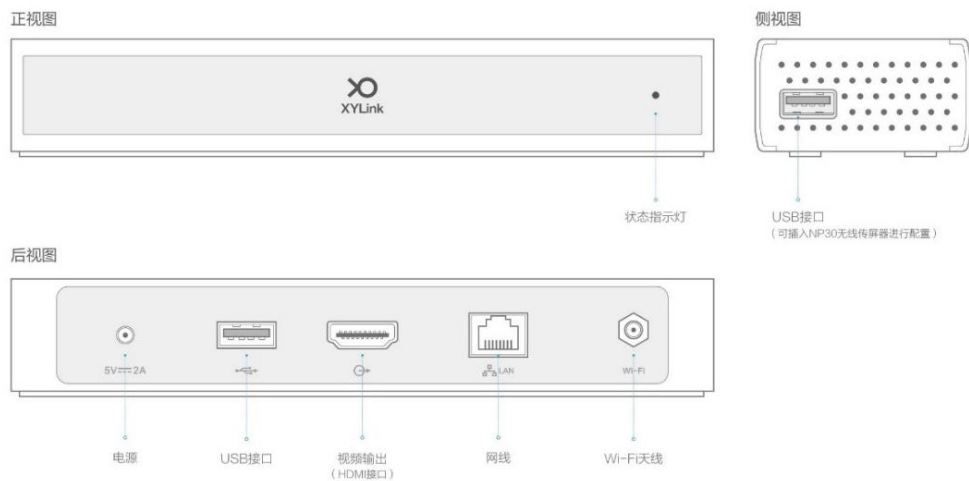 正视图
侧视图
XYLink
状态指示灯
USB接口
（可插入NP30无线传屏器进行配置）
后视图
5V⎓2A
LAN
Wi-Fi
电源
USB接口
视频输出
（HDMI接口）
网线
Wi-Fi天线